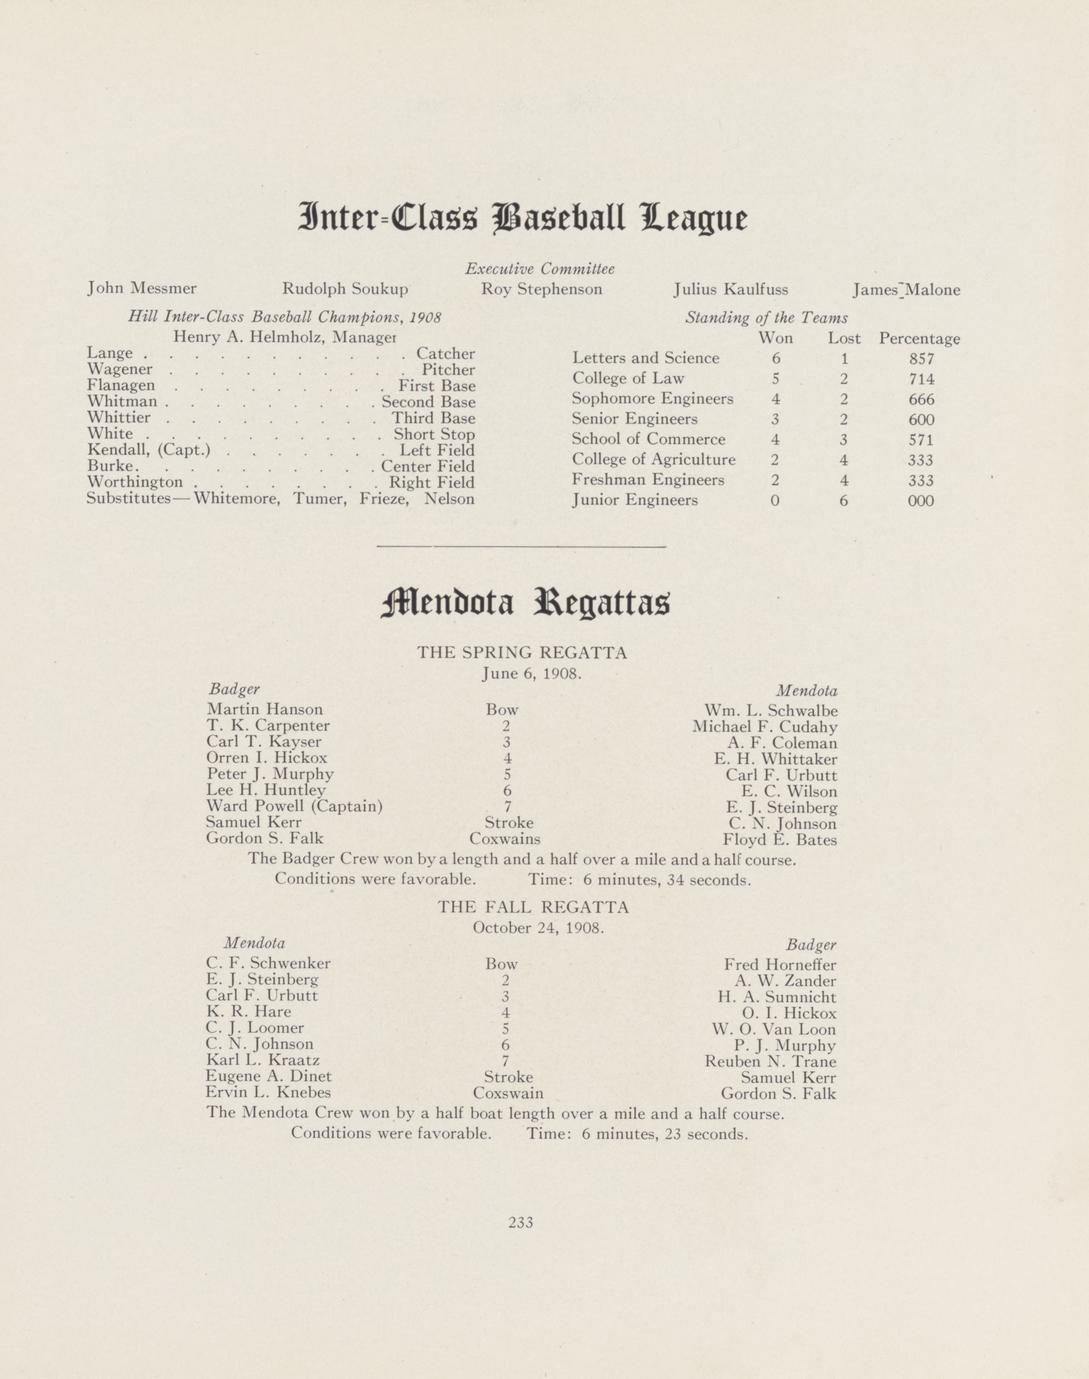 Inter-Class Baseball League
Executive Committee
John Messmer Rudolph Soukup Roy Stephenson Julius Kaulfuss James Malone
Hill Inter-Class Baseball Champions, 1908
Henry A. Helmholz, Manager
Lange . . . . . . . . . . . . Catcher
Wagener . . . . . . . . . . . Pitcher
Flanagen . . . . . . . . . . First Base
Whitman . . . . . . . . . . Second Base
Whittier . . . . . . . . . . Third Base
White . . . . . . . . . . . Short Stop
Kendall, (Capt.) . . . . . . . Left Field
Burke . . . . . . . . . . . Center Field
Worthington . . . . . . . . . Right Field
Substitutes—Whitemore, Tumer, Frieze, Nelson
Standing of the Teams
Won Lost Percentage
Letters and Science 6 1 857
College of Law 5 2 714
Sophomore Engineers 4 2 666
Senior Engineers 3 2 600
School of Commerce 4 3 571
College of Agriculture 2 4 333
Freshman Engineers 2 4 333
Junior Engineers 0 6 000
Mendota Regattas
THE SPRING REGATTA
June 6, 1908.
Badger Mendota
Martin Hanson Bow Wm. L. Schwalbe
T. K. Carpenter 2 Michael F. Cudahy
Carl T. Kayser 3 A. F. Coleman
Orren I. Hickox 4 E. H. Whittaker
Peter J. Murphy 5 Carl F. Urbutt
Lee H. Huntley 6 E. C. Wilson
Ward Powell (Captain) 7 E. J. Steinberg
Samuel Kerr Stroke C. N. Johnson
Gordon S. Falk Coxwains Floyd E. Bates
The Badger Crew won by a length and a half over a mile and a half course.
Conditions were favorable. Time: 6 minutes, 34 seconds.
THE FALL REGATTA
October 24, 1908.
Mendota Badger
C. F. Schwenker Bow Fred Horneffer
E. J. Steinberg 2 A. W. Zander
Carl F. Urbutt 3 H. A. Sumnicht
K. R. Hare 4 O. I. Hickox
C. J. Loomer 5 W. O. Van Loon
C. N. Johnson 6 P. J. Murphy
Karl L. Kraatz 7 Reuben N. Trane
Eugene A. Dinet Stroke Samuel Kerr
Ervin L. Knebes Coxswain Gordon S. Falk
The Mendota Crew won by a half boat length over a mile and a half course.
Conditions were favorable. Time: 6 minutes, 23 seconds.
233